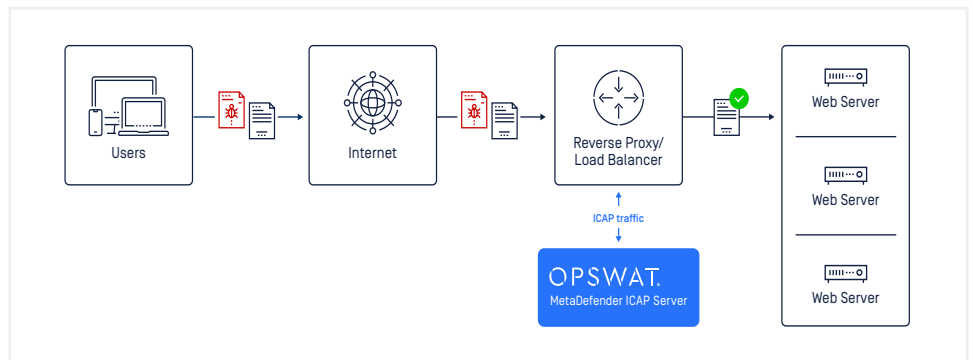 Users
Internet
Reverse Proxy/
Load Balancer
Web Server
Web Server
Web Server
ICAP traffic
OPSWAT.
MetaDefender ICAP Server